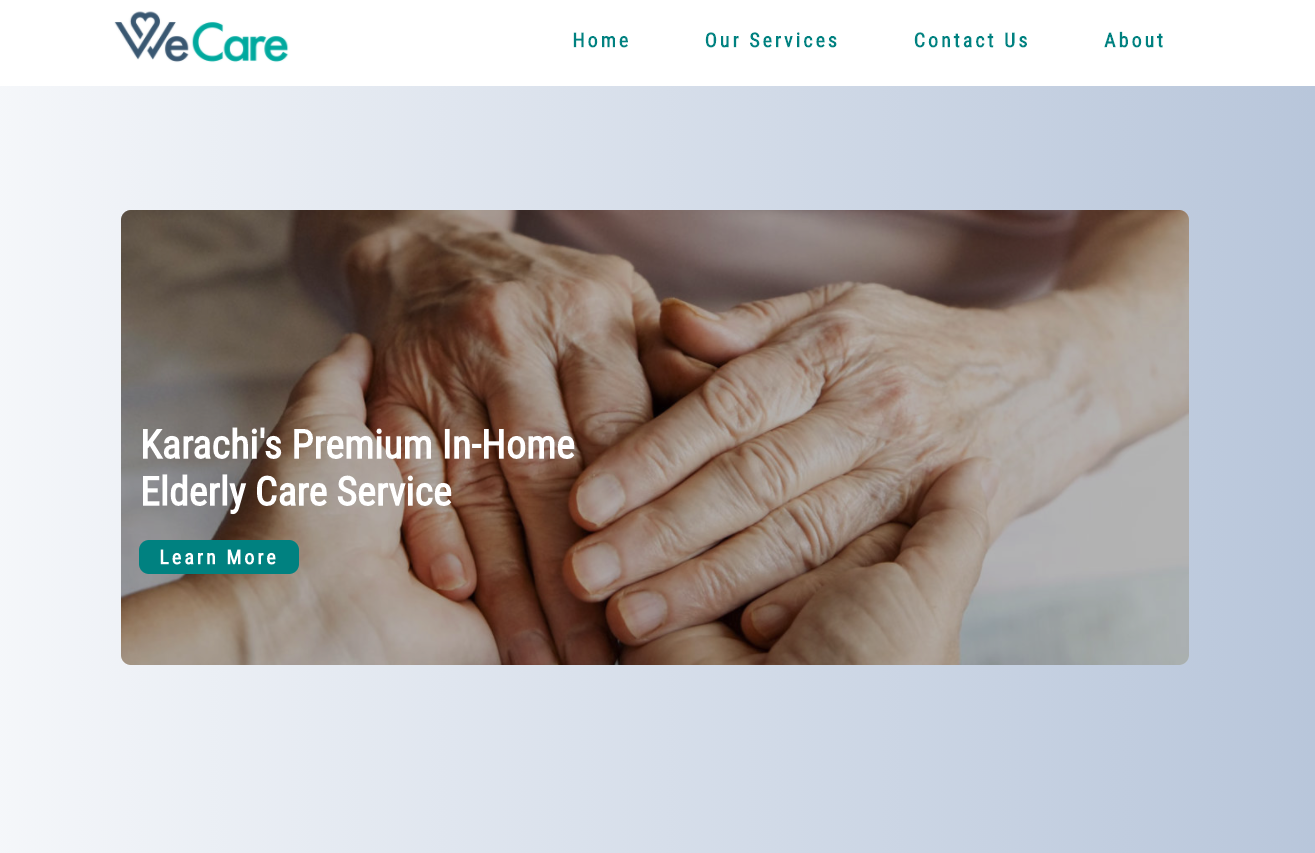 WeCare
Home
Our Services
Contact Us
About
Karachi's Premium In-Home
Elderly Care Service
Learn More